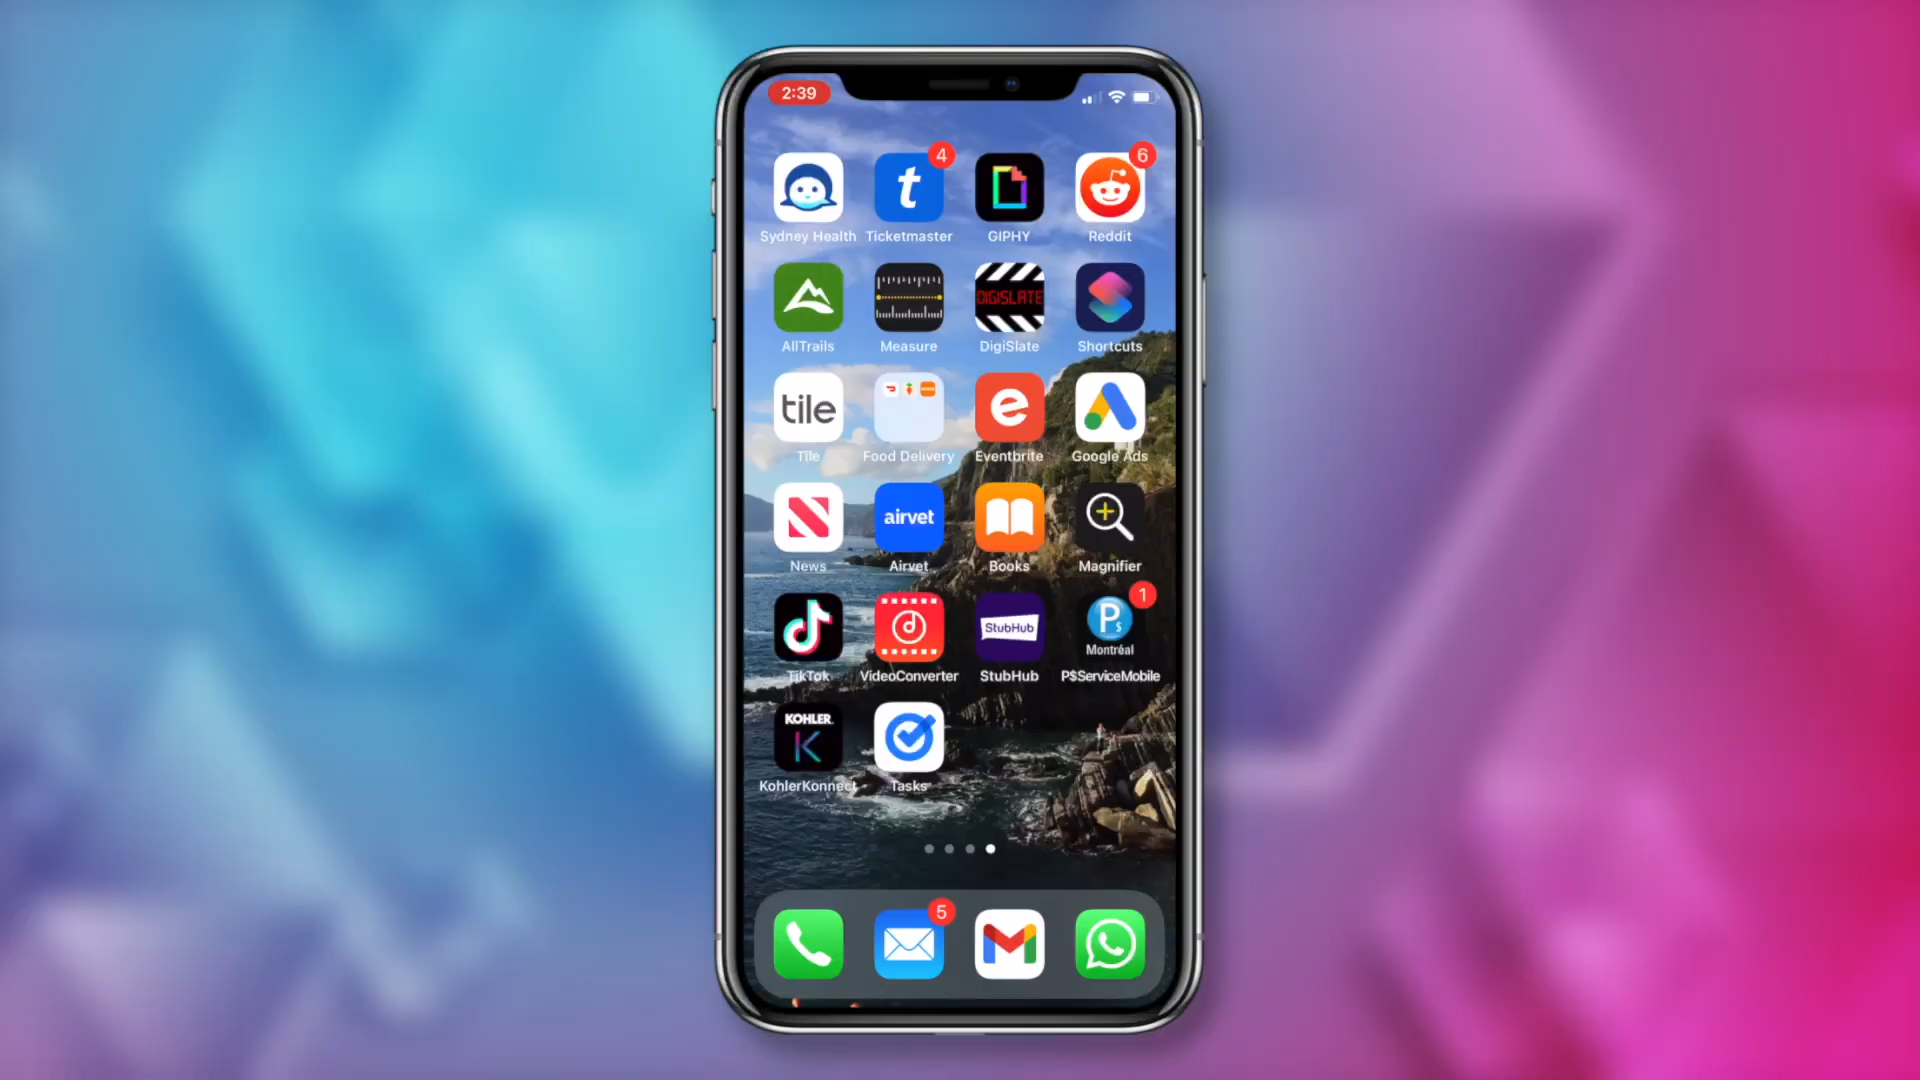 2:39
4
6
t
Sydney Health Ticketmaster GIPHY Reddit
DIGISLATE
AllTrails Measure DigiSlate Shortcuts
tile
e
Tile Food Delivery Eventbrite Google Ads
airvet
News Airvet Books Magnifier
1
StubHub
P$
Montréal
TikTok VideoConverter StubHub P$ServiceMobile
KOHLER.
K
KohlerKonnect Tasks
5